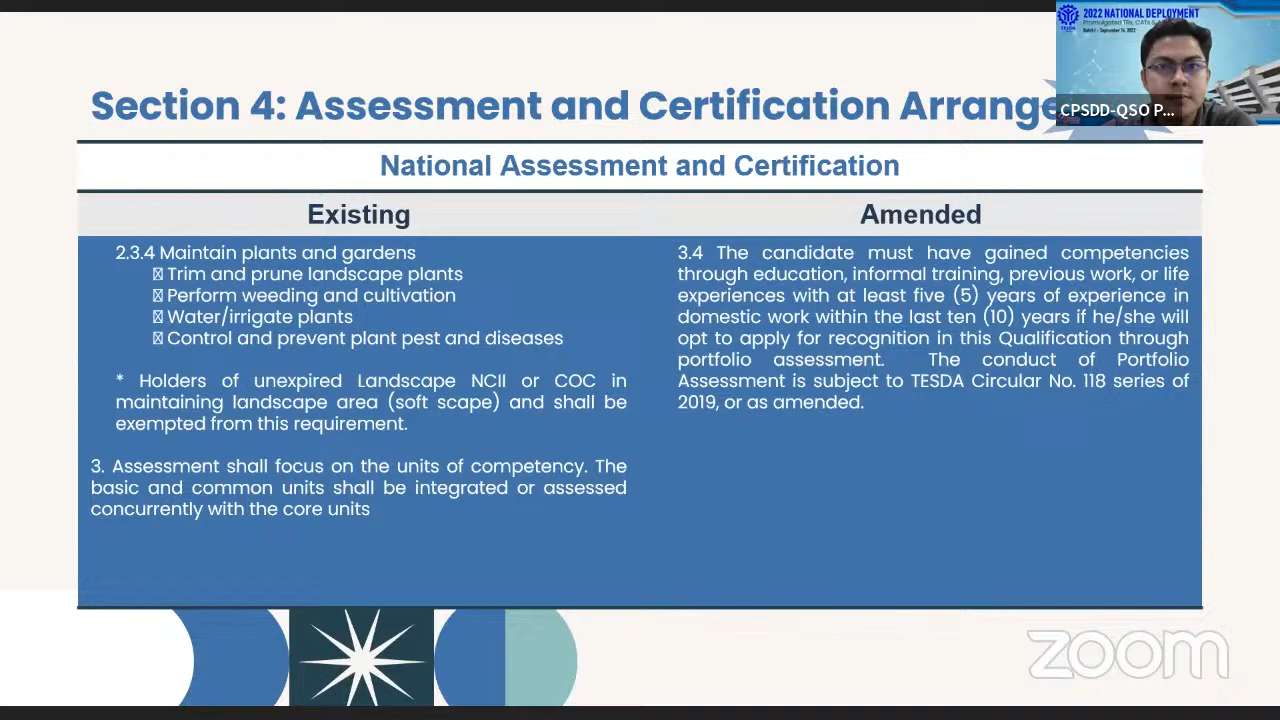 2022 NATIONAL DEPLOYMENT
Promulgated TRs, CATs &
Batch I - September 16, 2022
TESDA
CPSDD-QSO P...
Section 4: Assessment and Certification Arrange
National Assessment and Certification
Existing
2.3.4 Maintain plants and gardens
Trim and prune landscape plants
Perform weeding and cultivation
Water/irrigate plants
Control and prevent plant pest and diseases
* Holders of unexpired Landscape NCII or COC in
maintaining landscape area (soft scape) and shall be
exempted from this requirement.
3. Assessment shall focus on the units of competency. The
basic and common units shall be integrated or assessed
concurrently with the core units
Amended
3.4 The candidate must have gained competencies
through education, informal training, previous work, or life
experiences with at least five (5) years of experience in
domestic work within the last ten (10) years if he/she will
opt to apply for recognition in this Qualification through
portfolio assessment. The conduct of Portfolio
Assessment is subject to TESDA Circular No. 118 series of
2019, or as amended.
zoom